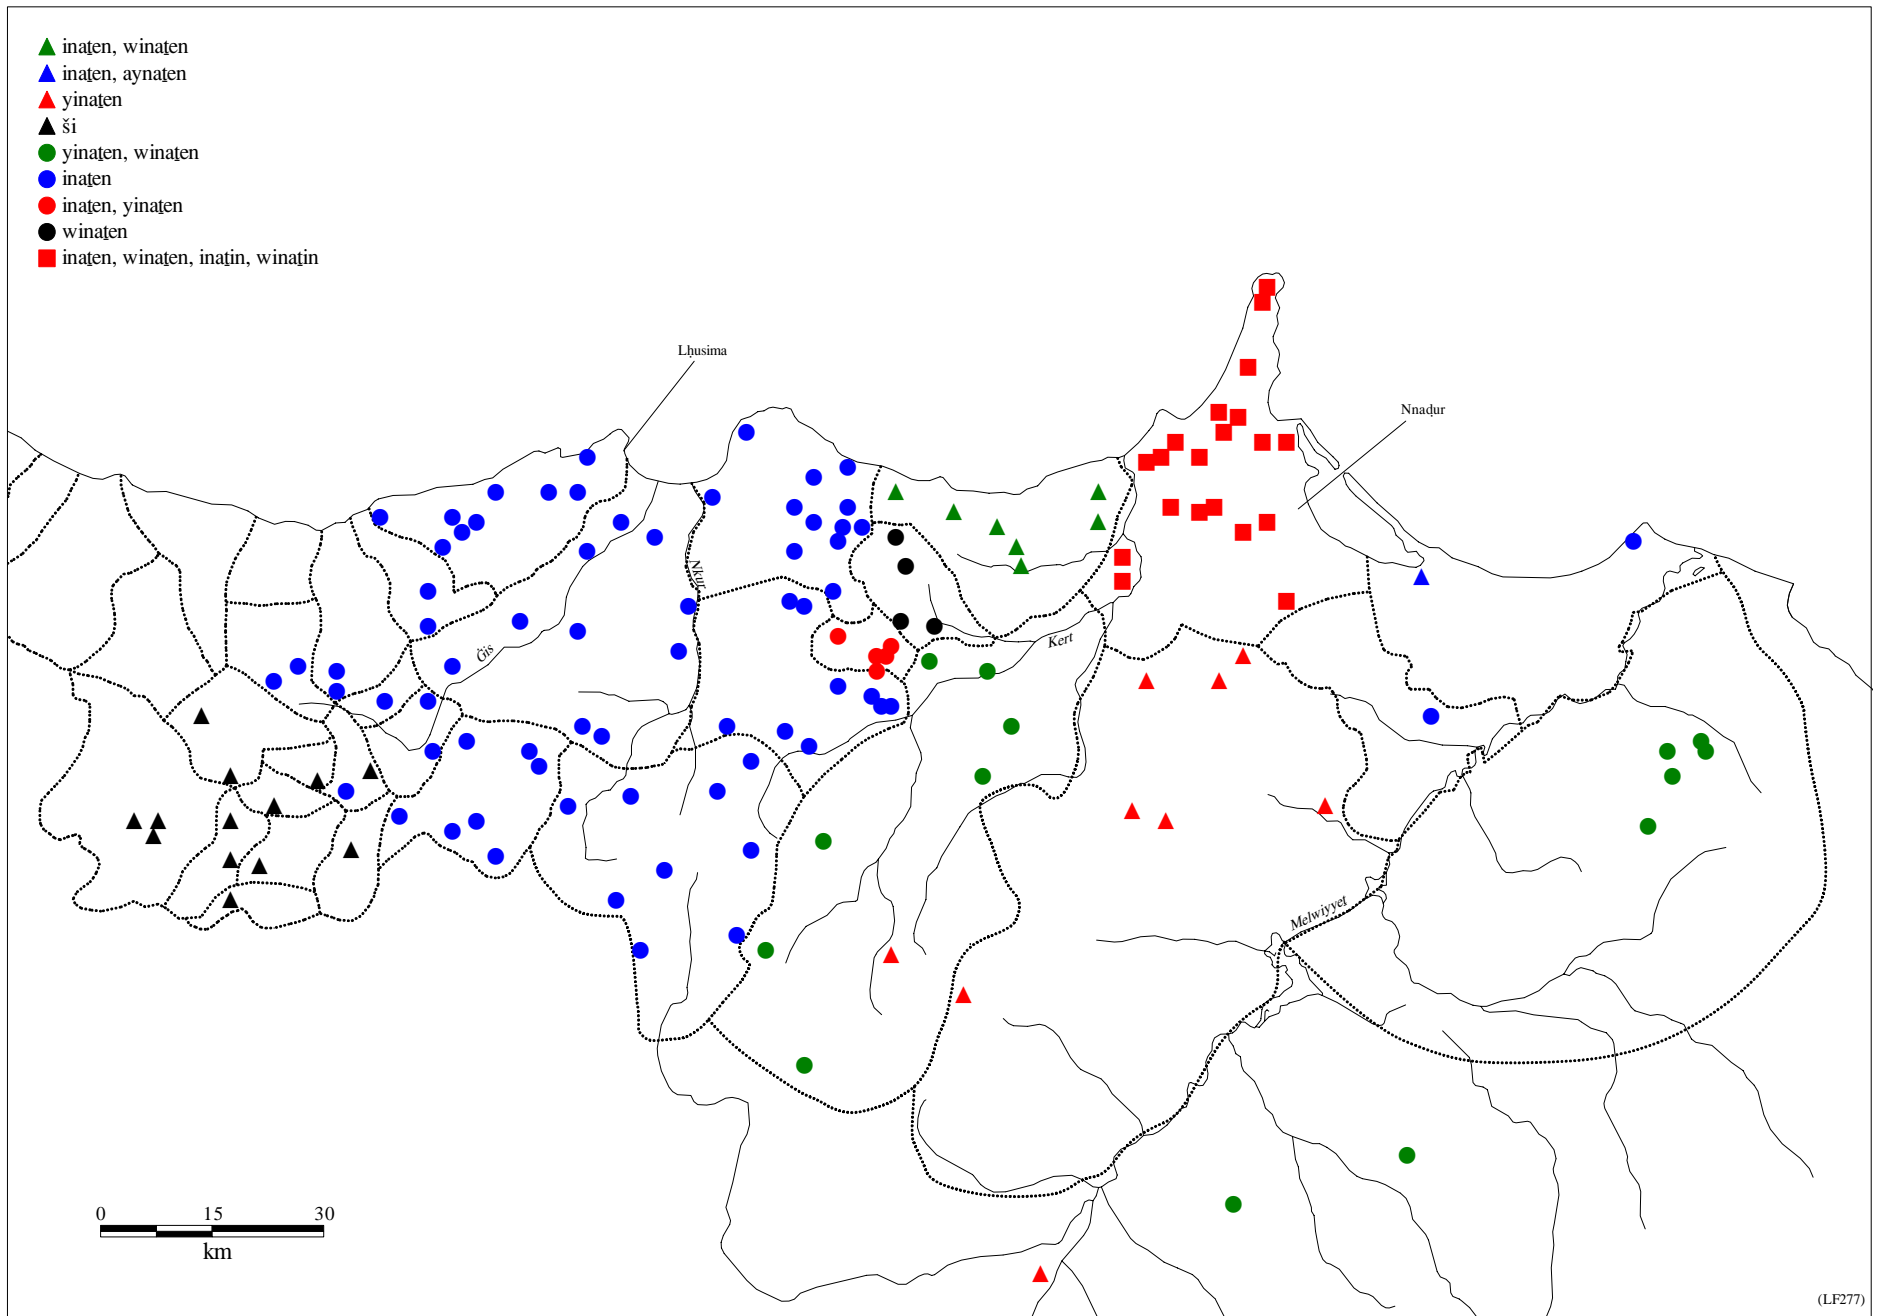 inaṯen, winaṯen
inaṯen, aynaṯen
yinaṯen
ši
yinaṯen, winaṯen
inaṯen
inaṯen, yinaṯen
winaṯen
inaṯen, winaṯen, inaṯin, winaṯin
Lḥusima
Nnaḍur
Nkur
Ǧis
Kert
Melwiyyet
0 15 30
km
(LF277)